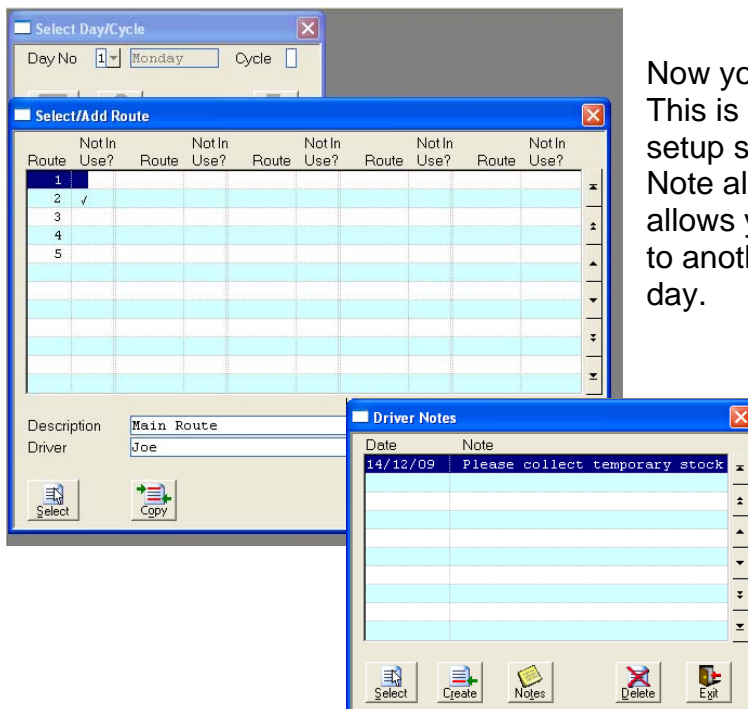 Select Day/Cycle
Day No 1 Monday Cycle
Select/Add Route
Not In Not In Not In Not In Not In
Route Use? Route Use? Route Use? Route Use? Route Use?
1
2 √
3
4
5
Description Main Route
Driver Joe
Select Copy
Now yo
This is
setup s
Note al
allows
to anot
day.
Driver Notes
Date Note
14/12/09 Please collect temporary stock
Select Create Notes Delete Exit